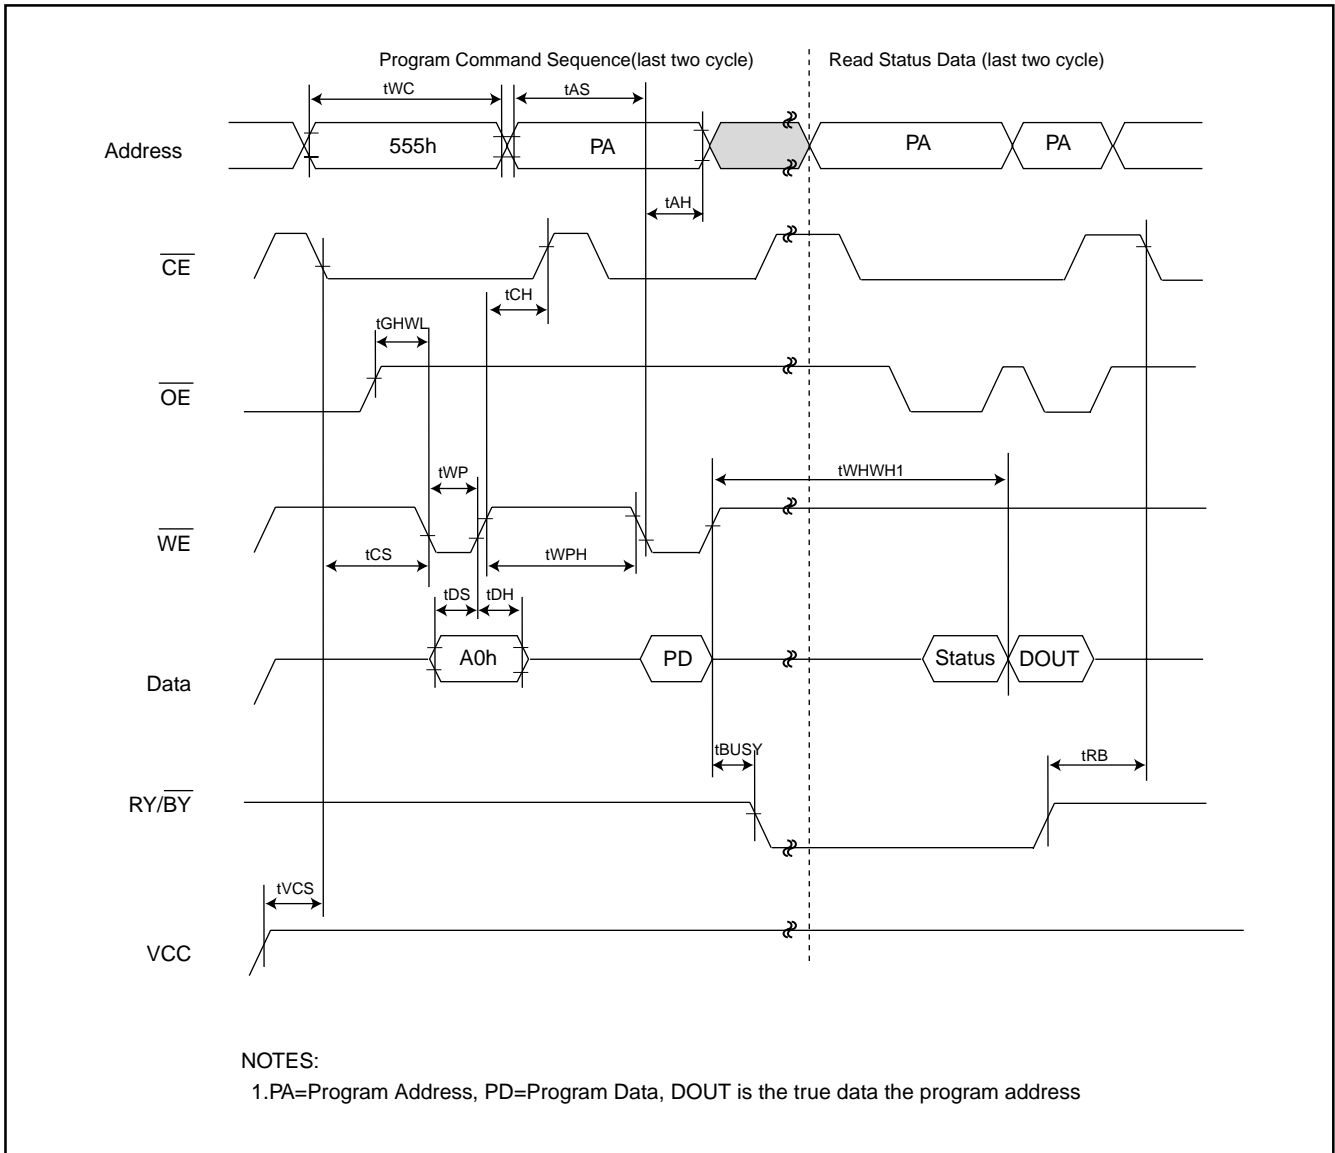 Program Command Sequence(last two cycle)
Read Status Data (last two cycle)
tWC
tAS
Address
555h
PA
PA
PA
tAH
CE
tCH
tGHWL
OE
tWP
tWHWH1
WE
tCS
tWPH
tDS
tDH
Data
A0h
PD
Status
DOUT
tBUSY
tRB
RY/BY
tVCS
VCC
NOTES:
1.PA=Program Address, PD=Program Data, DOUT is the true data the program address